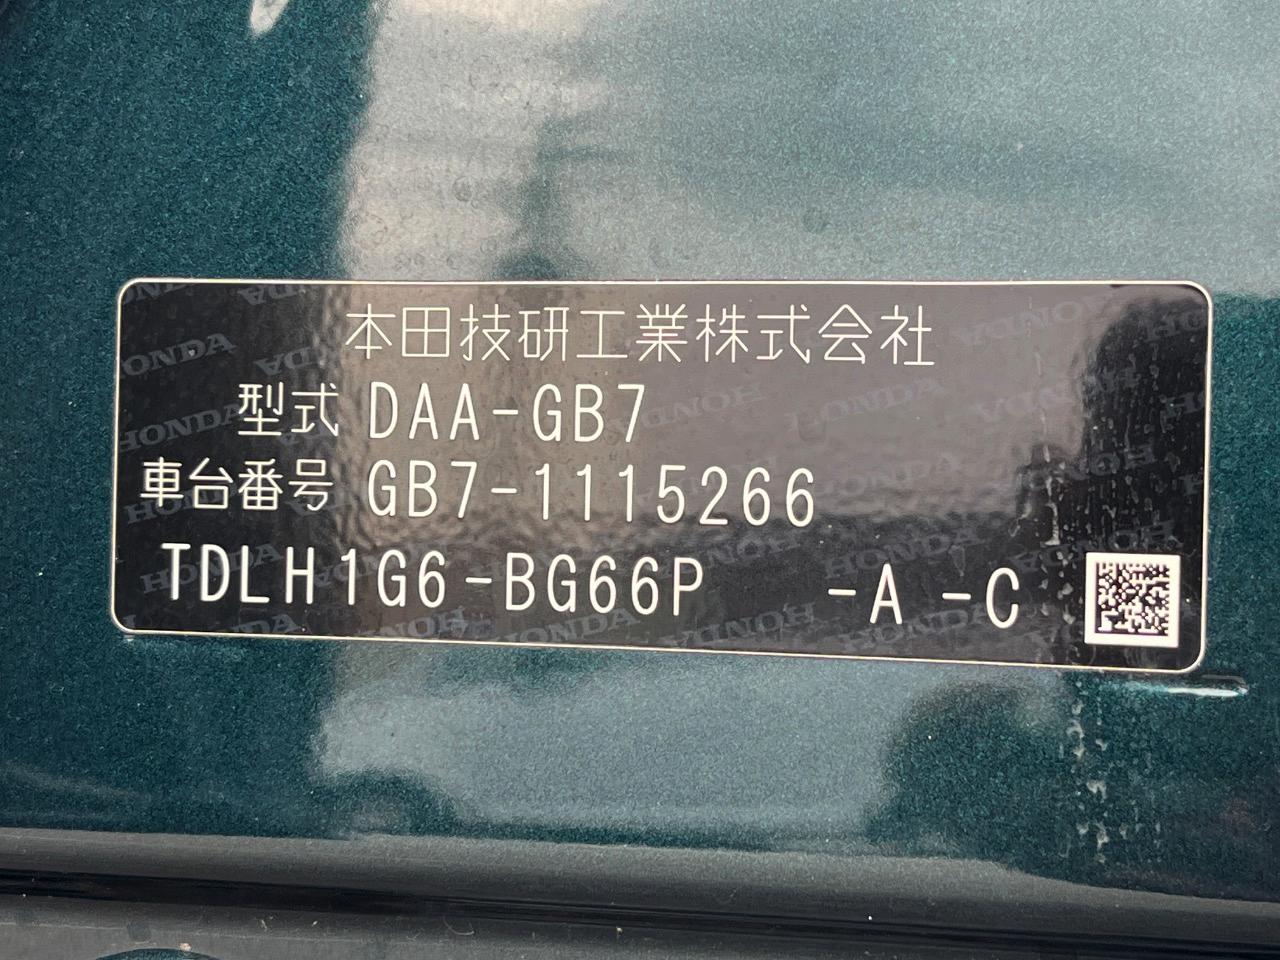 本田技研工業株式会社
型式 DAA-GB7
車台番号 GB7-1115266
TDLH1G6-BG66P -A -C